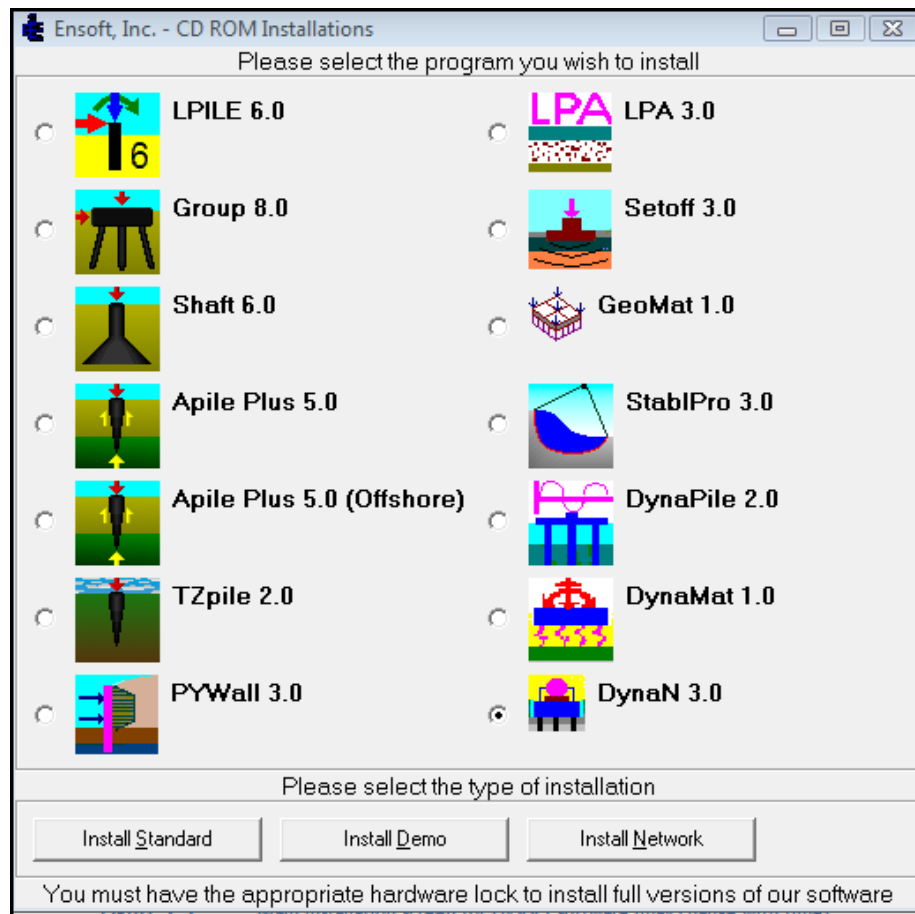 Ensoft, Inc. - CD ROM Installations
Please select the program you wish to install
LPILE 6.0
6
LPA
LPA 3.0
Group 8.0
Setoff 3.0
Shaft 6.0
GeoMat 1.0
Apile Plus 5.0
StablPro 3.0
Apile Plus 5.0 (Offshore)
DynaPile 2.0
TZpile 2.0
DynaMat 1.0
PYWall 3.0
DynaN 3.0
Please select the type of installation
Install Standard
Install Demo
Install Network
You must have the appropriate hardware lock to install full versions of our software